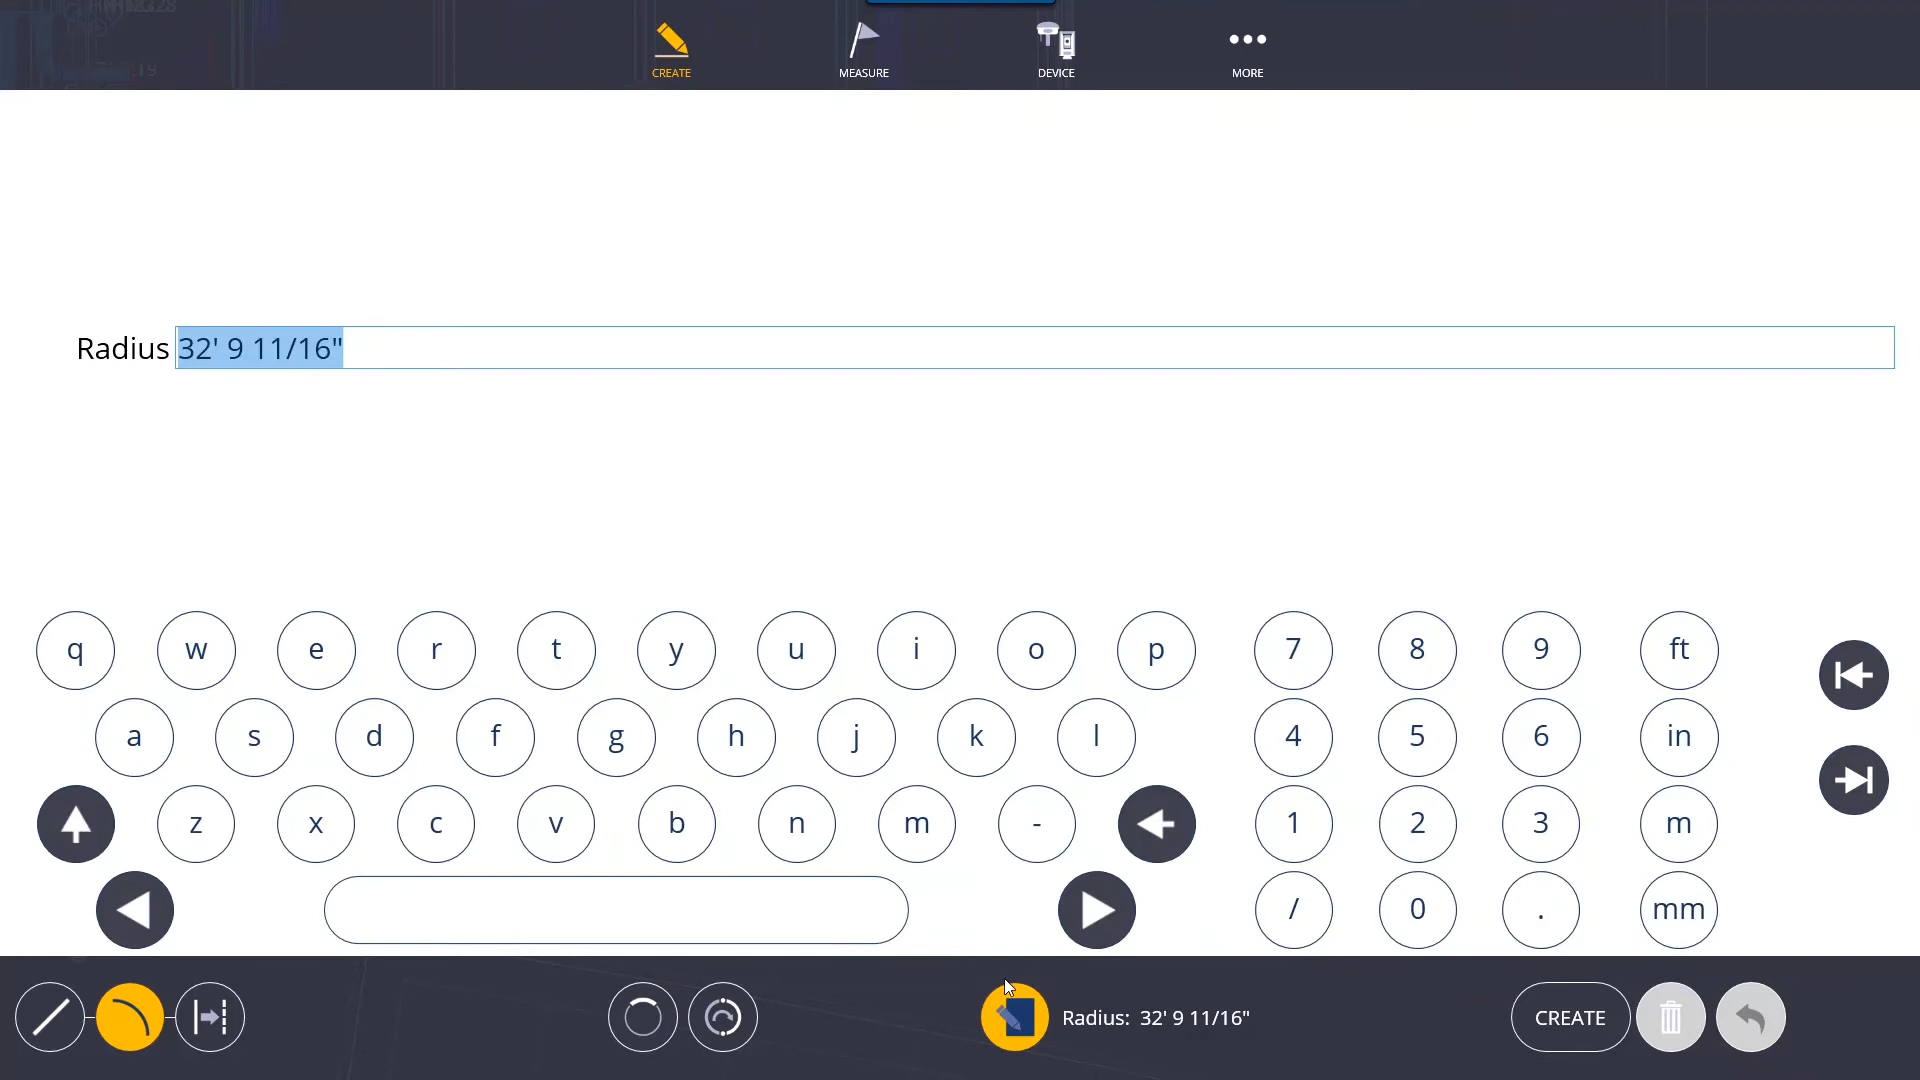 CREATE
MEASURE
DEVICE
MORE
Radius 32' 9 11/16"
q w e r t y u i o p 7 8 9 ft
a s d f g h j k l 4 5 6 in
z x c v b n m - 1 2 3 m
/ 0 . mm
Radius: 32' 9 11/16"
CREATE